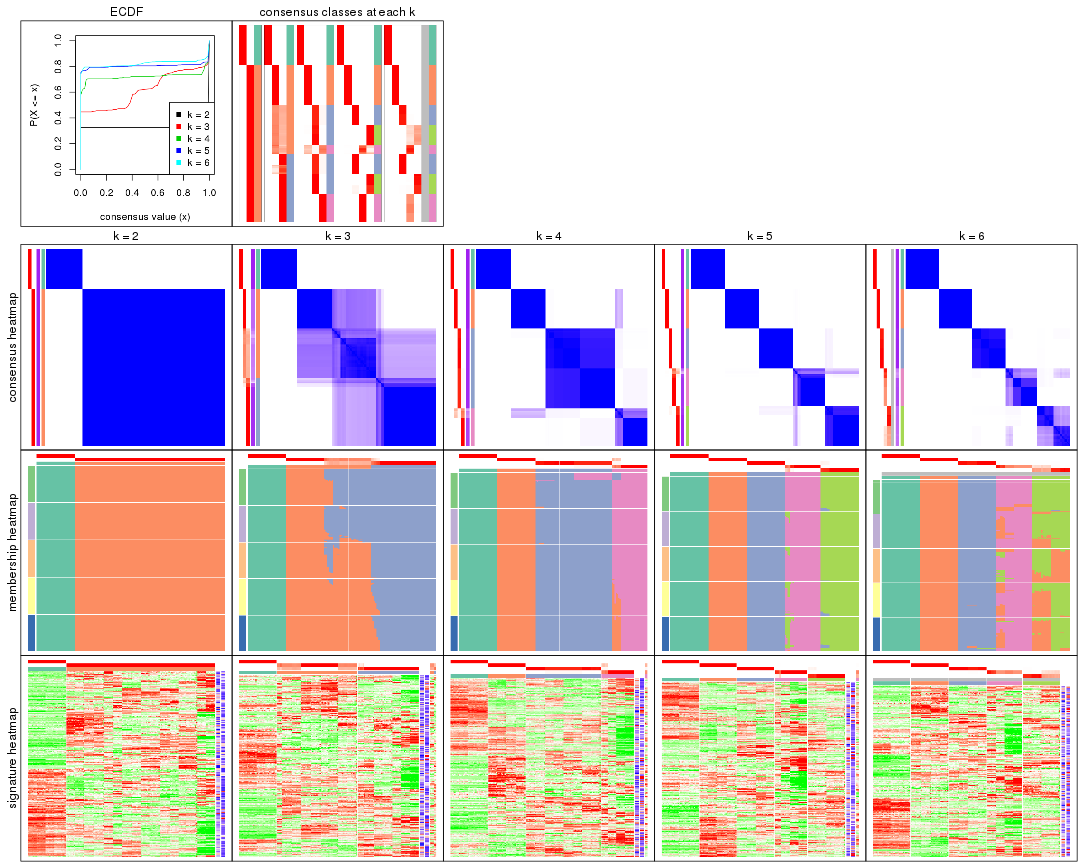 ECDF
consensus classes at each k
P(X <= x)
1.0
0.8
0.6
0.4
0.2
0.0
k = 2
k = 3
k = 4
k = 5
k = 6
0.0 0.2 0.4 0.6 0.8 1.0
consensus value (x)
k = 2 k = 3 k = 4 k = 5 k = 6
consensus heatmap
membership heatmap
signature heatmap